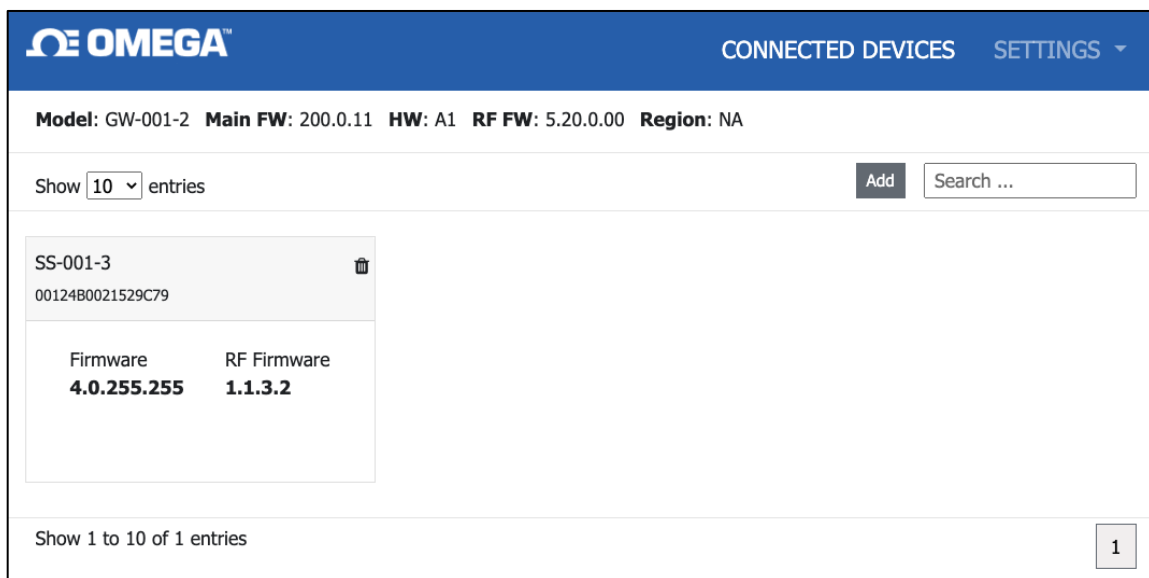 OMEGA™
CONNECTED DEVICES SETTINGS
Model: GW-001-2 Main FW: 200.0.11 HW: A1 RF FW: 5.20.0.00 Region: NA
Show 10 entries
Add Search ...
SS-001-3
00124B0021529C79
Firmware RF Firmware
4.0.255.255 1.1.3.2
Show 1 to 10 of 1 entries
1